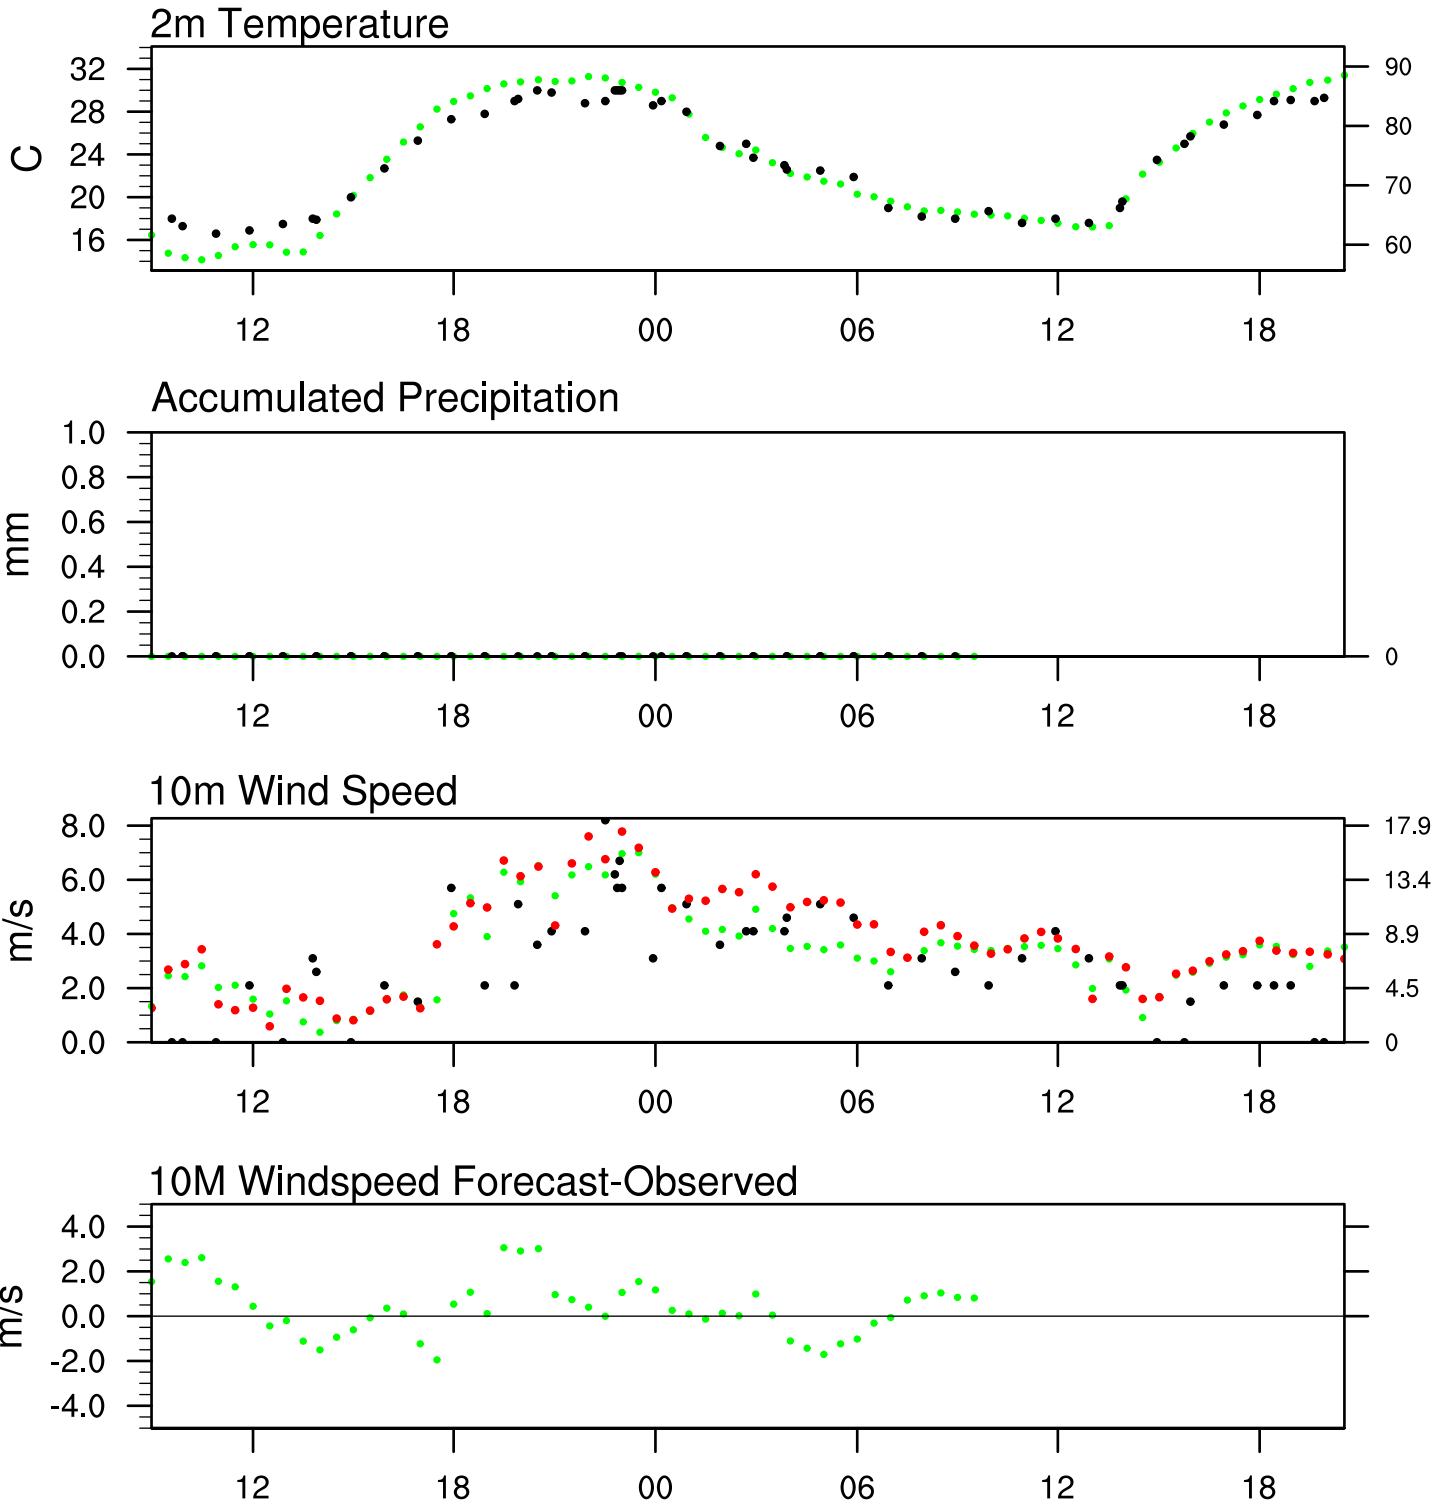 2m Temperature
32
28
24
20
16
C
90
80
70
60
12 18 00 06 12 18
Accumulated Precipitation
1.0
0.8
0.6
0.4
0.2
0.0
mm
0
12 18 00 06 12 18
10m Wind Speed
8.0
6.0
4.0
2.0
0.0
m/s
17.9
13.4
8.9
4.5
0
12 18 00 06 12 18
10M Windspeed Forecast-Observed
4.0
2.0
0.0
-2.0
-4.0
m/s
12 18 00 06 12 18